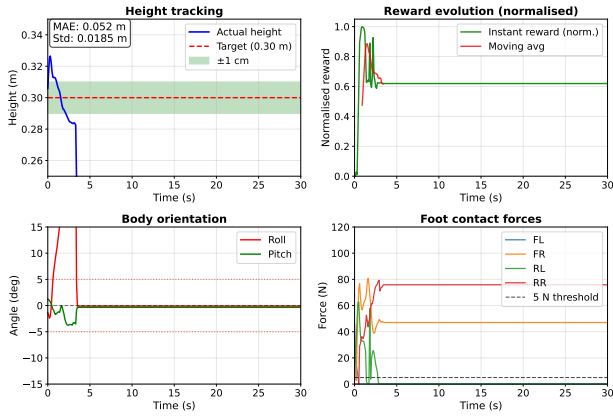 Height tracking
MAE: 0.052 m
Std: 0.0185 m
Actual height
Target (0.30 m)
±1 cm
0.34
0.32
0.30
0.28
0.26
Height (m)
0
5
10
15
20
25
30
Time (s)
Reward evolution (normalised)
Instant reward (norm.)
Moving avg
1.0
0.8
0.6
0.4
0.2
0.0
Normalised reward
0
5
10
15
20
25
30
Time (s)
Body orientation
Roll
Pitch
15
10
5
0
−5
−10
−15
Angle (deg)
0
5
10
15
20
25
30
Time (s)
Foot contact forces
FL
FR
RL
RR
5 N threshold
120
100
80
60
40
20
0
Force (N)
0
5
10
15
20
25
30
Time (s)